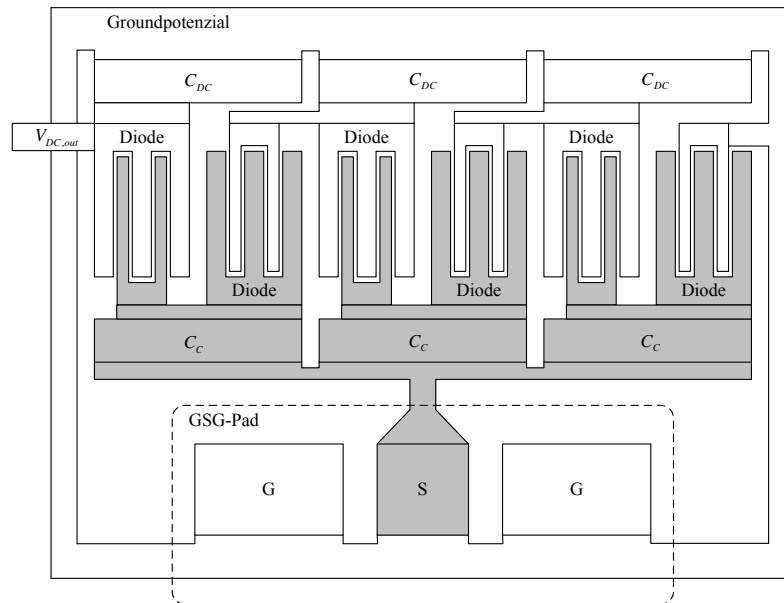 Groundpotenzial
C_DC C_DC C_DC
V_DC,out
Diode Diode Diode
Diode Diode Diode
C_C C_C C_C
GSG-Pad
G S G